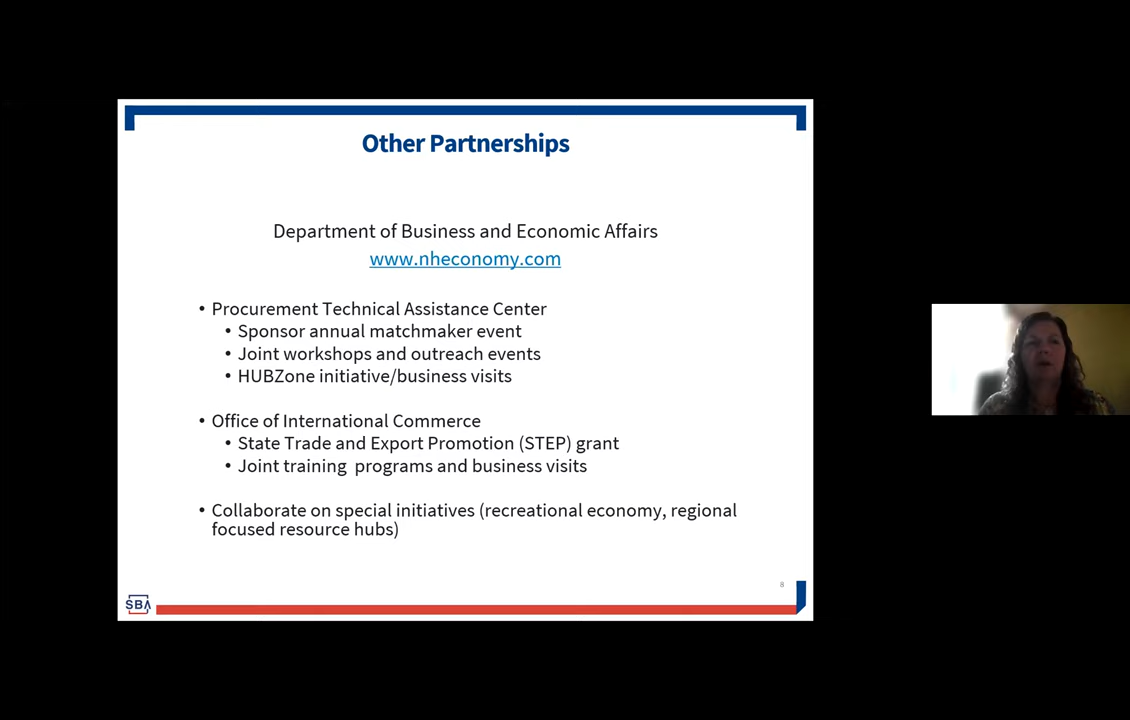 Other Partnerships
Department of Business and Economic Affairs
www.nheconomy.com
• Procurement Technical Assistance Center
• Sponsor annual matchmaker event
• Joint workshops and outreach events
• HUBZone initiative/business visits
• Office of International Commerce
• State Trade and Export Promotion (STEP) grant
• Joint training programs and business visits
• Collaborate on special initiatives (recreational economy, regional
focused resource hubs)
8
SBA